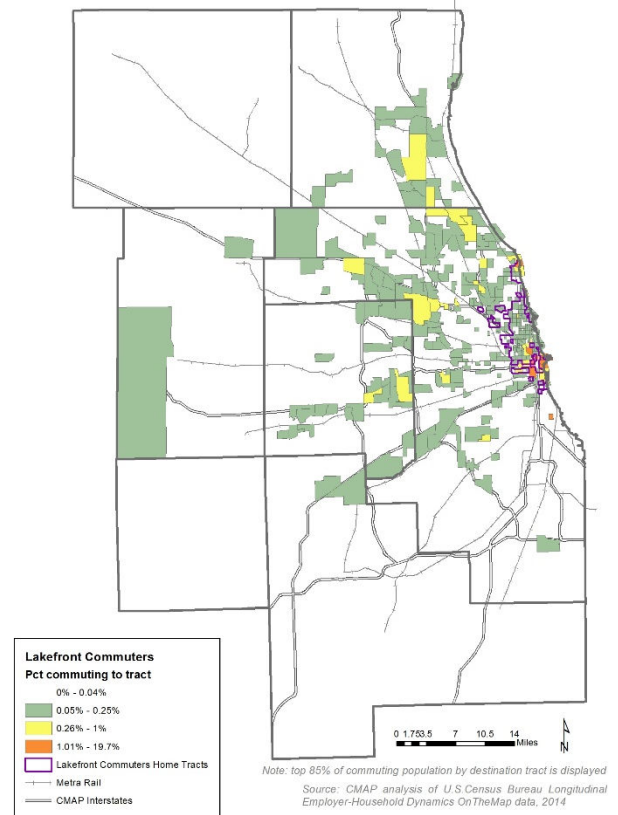 Lakefront Commuters
Pct commuting to tract
0% - 0.04%
0.05% - 0.25%
0.26% - 1%
1.01% - 19.7%
Lakefront Commuters Home Tracts
Metra Rail
CMAP Interstates
0 1.75 3.5 7 10.5 14
Miles
N
Note: top 85% of commuting population by destination tract is displayed
Source: CMAP analysis of U.S.Census Bureau Longitudinal
Employer-Household Dynamics OnTheMap data, 2014